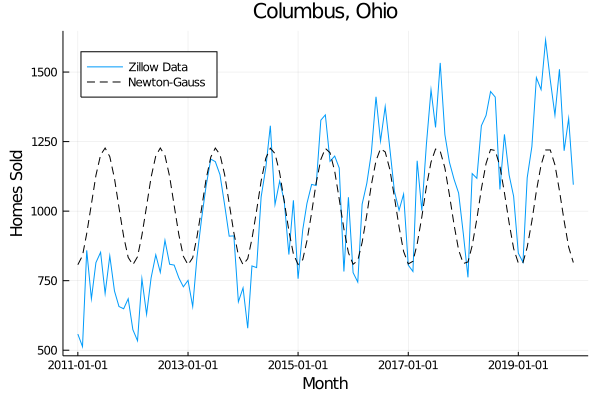 Columbus, Ohio
Zillow Data
Newton-Gauss
Homes Sold
1500
1250
1000
750
500
2011-01-01
2013-01-01
2015-01-01
2017-01-01
2019-01-01
Month